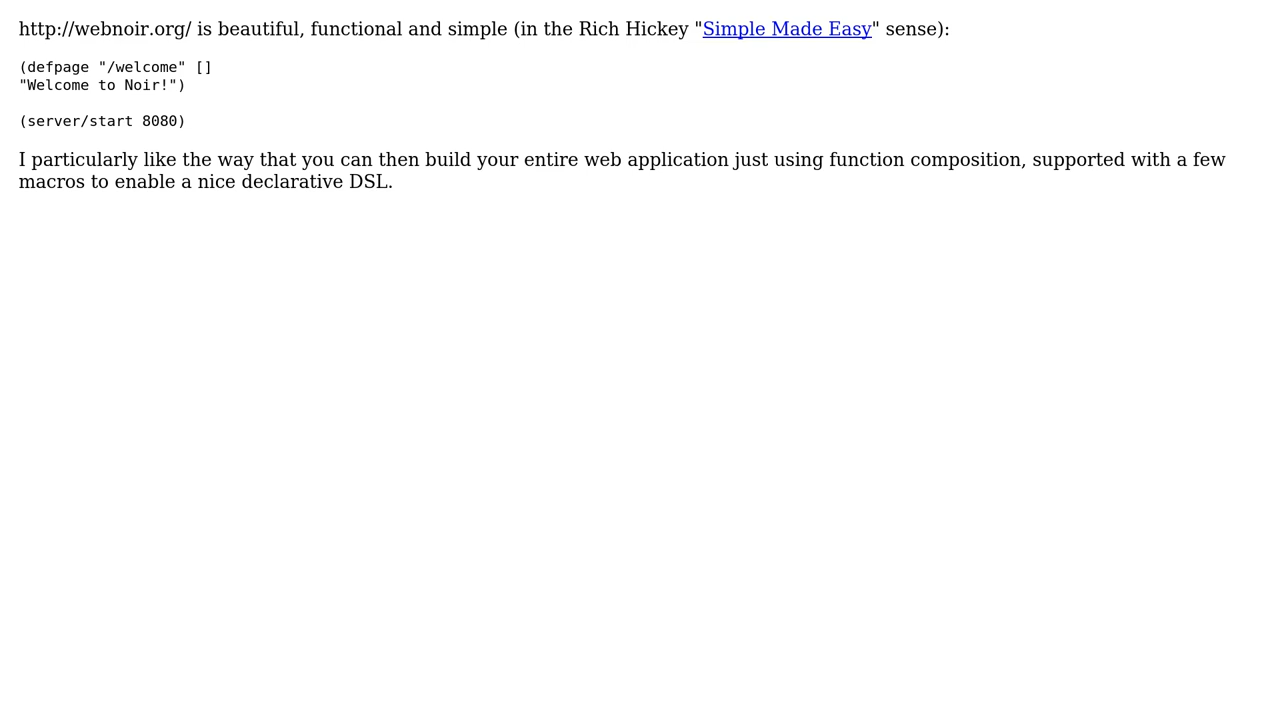 http://webnoir.org/ is beautiful, functional and simple (in the Rich Hickey "Simple Made Easy" sense):
(defpage "/welcome" []
"Welcome to Noir!")
(server/start 8080)
I particularly like the way that you can then build your entire web application just using function composition, supported with a few
macros to enable a nice declarative DSL.